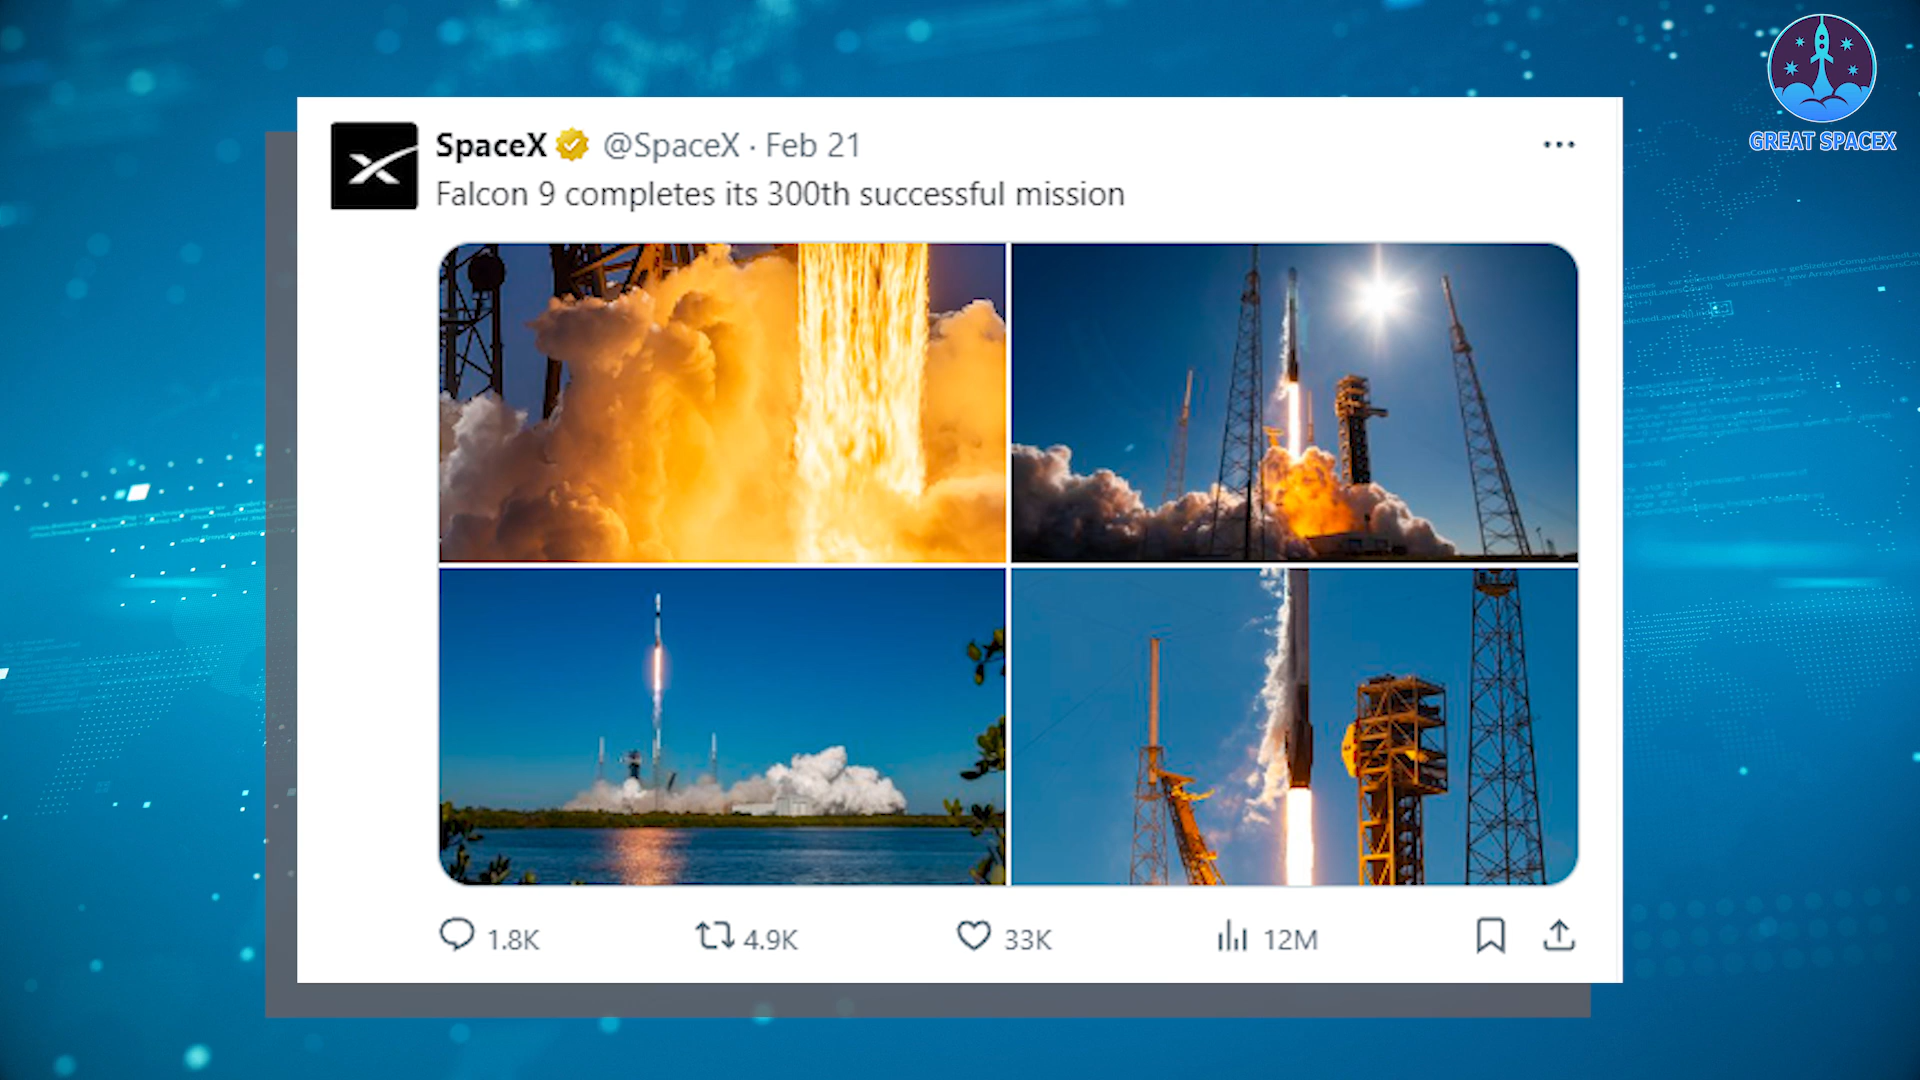 GREAT SPACEX
SpaceX @SpaceX · Feb 21
Falcon 9 completes its 300th successful mission
1.8K 4.9K 33K 12M